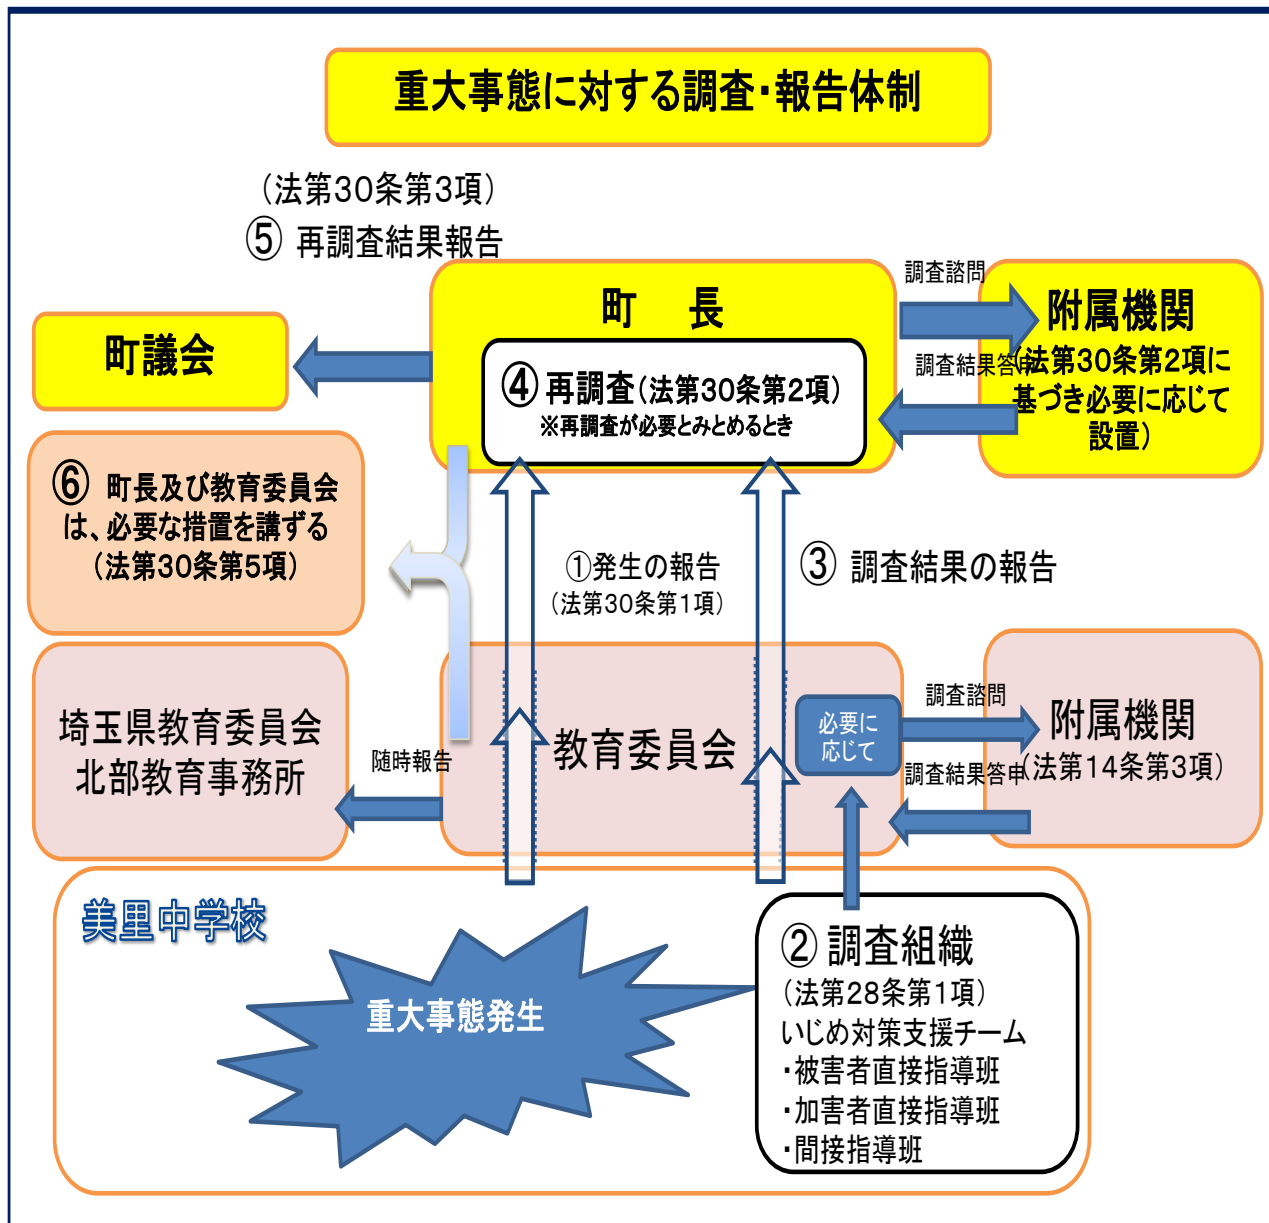 重大事態に対する調査・報告体制
（法第30条第3項）
⑤ 再調査結果報告
町　長
調査諮問
附属機関
（法第30条第2項に
基づき必要に応じて
設置）
調査結果答申
町議会
④ 再調査（法第30条第2項）
※再調査が必要とみとめるとき
⑥ 町長及び教育委員会
は、必要な措置を講ずる
（法第30条第5項）
①発生の報告
（法第30条第1項）
③ 調査結果の報告
埼玉県教育委員会
北部教育事務所
随時報告
教育委員会
必要に
応じて
調査諮問
調査結果答申
附属機関
（法第14条第3項）
美里中学校
重大事態発生
② 調査組織
（法第28条第1項）
いじめ対策支援チーム
・被害者直接指導班
・加害者直接指導班
・間接指導班